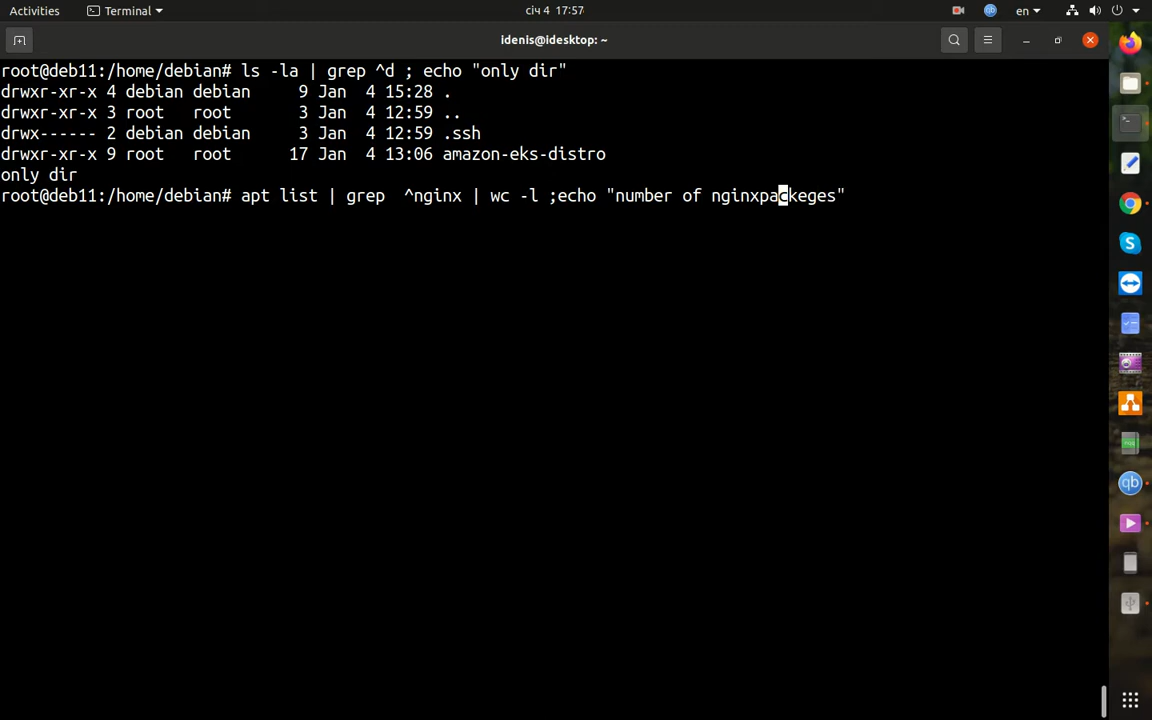 Activities Terminal січ 4 17:57 en
idenis@idesktop: ~
root@deb11:/home/debian# ls -la | grep ^d ; echo "only dir"
drwxr-xr-x 4 debian debian     9 Jan  4 15:28 .
drwxr-xr-x 3 root   root       3 Jan  4 12:59 ..
drwx------ 2 debian debian     3 Jan  4 12:59 .ssh
drwxr-xr-x 9 root   root      17 Jan  4 13:06 amazon-eks-distro
only dir
root@deb11:/home/debian# apt list | grep  ^nginx | wc -l ;echo "number of nginxpackeges"
qb